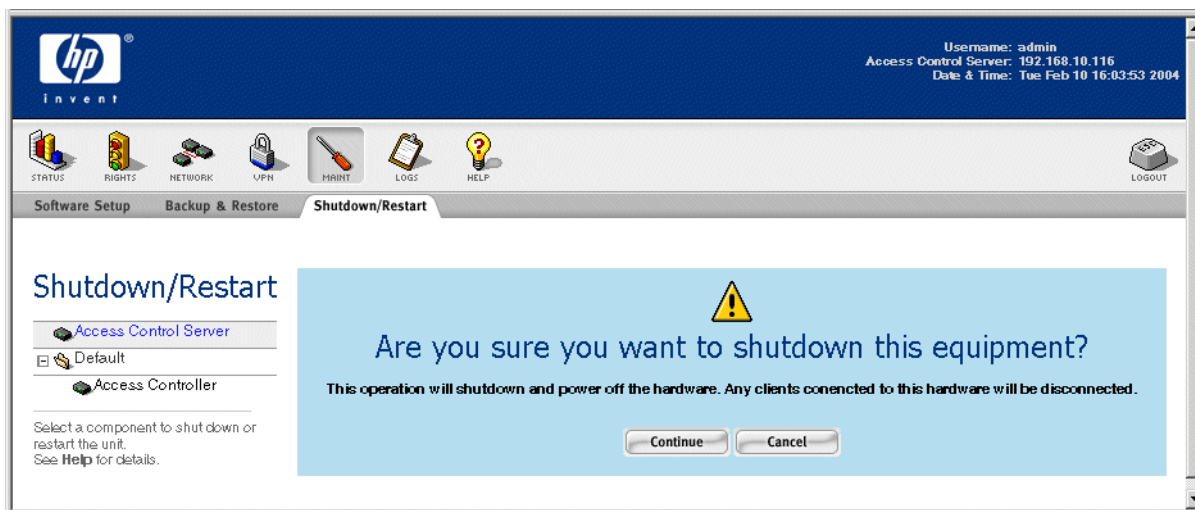 hp
®
invent
Username: admin
Access Control Server: 192.168.10.116
Date & Time: Tue Feb 10 16:03:53 2004
STATUS RIGHTS NETWORK VPN MAINT LOGS HELP LOGOUT
Software Setup Backup & Restore Shutdown/Restart
Shutdown/Restart
Access Control Server
Default
Access Controller
Select a component to shut down or
restart the unit.
See Help for details.
Are you sure you want to shutdown this equipment?
This operation will shutdown and power off the hardware. Any clients conencted to this hardware will be disconnected.
Continue Cancel